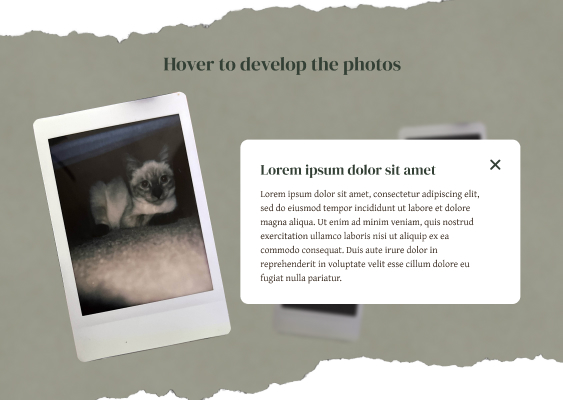 Hover to develop the photos
Lorem ipsum dolor sit amet
Lorem ipsum dolor sit amet, consectetur adipiscing elit,
sed do eiusmod tempor incididunt ut labore et dolore
magna aliqua. Ut enim ad minim veniam, quis nostrud
exercitation ullamco laboris nisi ut aliquip ex ea
commodo consequat. Duis aute irure dolor in
reprehenderit in voluptate velit esse cillum dolore eu
fugiat nulla pariatur.